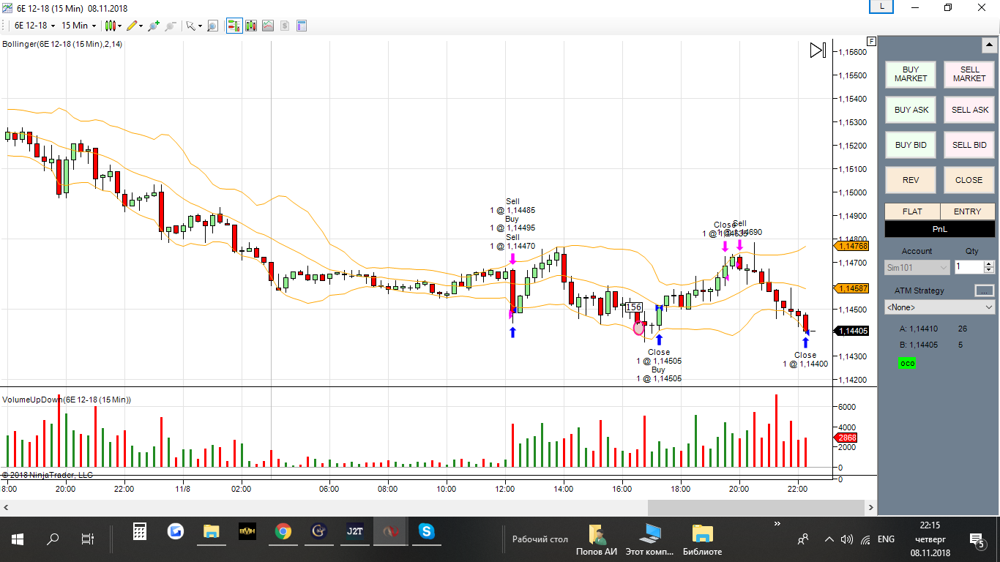 6E 12-18 (15 Min)  08.11.2018
L
6E 12-18
15 Min
$
Bollinger(6E 12-18 (15 Min),2,14)
F
1,15600
1,15500
1,15400
1,15300
1,15200
1,15100
1,15000
1,14900
1,14800
1,14768
1,14700
1,14587
1,14500
1,14405
1,14300
1,14200
Sell
1 @ 1,14485
Buy
1 @ 1,14495
Sell
1 @ 1,14470
156
Close
1 @ 1,14505
Buy
1 @ 1,14505
Close
1 @ 1,14635
Sell
1 @ 1,14690
Close
1 @ 1,14400
VolumeUpDown(6E 12-18 (15 Min))
6000
4000
2868
2000
0
0
© 2018 NinjaTrader, LLC
8:00
20:00
22:00
11/8
02:00
06:00
08:00
10:00
12:00
14:00
16:00
18:00
20:00
22:00
BUY MARKET
SELL MARKET
BUY ASK
SELL ASK
BUY BID
SELL BID
REV
CLOSE
FLAT
ENTRY
PnL
Account
Qty
Sim101
1
ATM Strategy
...
<None>
A: 1,14410
26
B: 1,14405
5
oco
BMH
J2T
Рабочий стол
Попов АИ
Этот комп...
Библиоте
»
ENG
22:15
четверг
08.11.2018
5